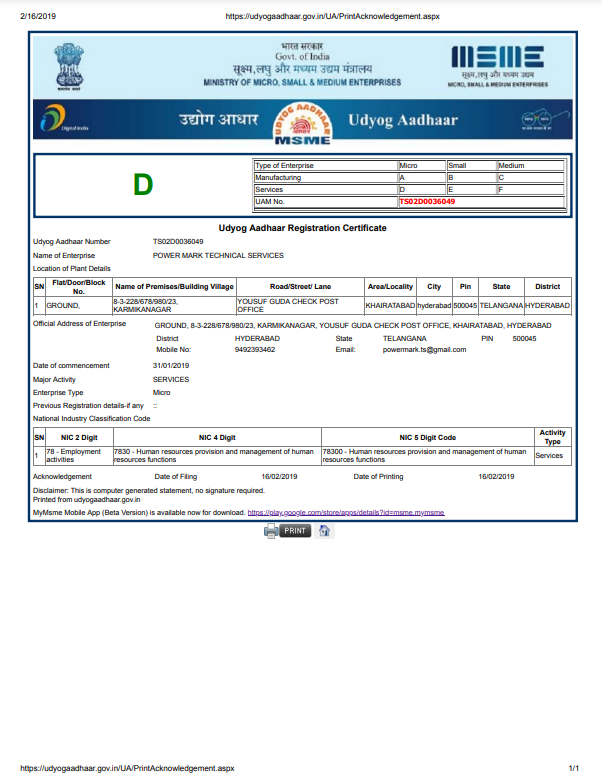 2/16/2019 https://udyogaadhaar.gov.in/UA/PrintAcknowledgement.aspx
भारत सरकार
Govt. of India
सूक्ष्म,लघु और मध्यम उद्यम मंत्रालय
MINISTRY OF MICRO, SMALL & MEDIUM ENTERPRISES
सत्यमेव जयते
MSME
सूक्ष्म, लघु और मध्यम उद्यम
MICRO, SMALL & MEDIUM ENTERPRISES
Digital India
उद्योग आधार
UDYOG AADHAAR
MSME
Udyog Aadhaar
D
Type of Enterprise Micro Small Medium
Manufacturing A B C
Services D E F
UAM No. TS02D0036049
Udyog Aadhaar Registration Certificate
Udyog Aadhaar Number TS02D0036049
Name of Enterprise POWER MARK TECHNICAL SERVICES
Location of Plant Details
SN Flat/Door/Block No. Name of Premises/Building Village Road/Street/ Lane Area/Locality City Pin State District
1 GROUND, 8-3-228/678/980/23, KARMIKANAGAR YOUSUF GUDA CHECK POST OFFICE KHAIRATABAD hyderabad 500045 TELANGANA HYDERABAD
Official Address of Enterprise GROUND, 8-3-228/678/980/23, KARMIKANAGAR, YOUSUF GUDA CHECK POST OFFICE, KHAIRATABAD, HYDERABAD
District HYDERABAD State TELANGANA PIN 500045
Mobile No: 9492393462 Email: powermark.ts@gmail.com
Date of commencement 31/01/2019
Major Activity SERVICES
Enterprise Type Micro
Previous Registration details-if any ::
National Industry Classification Code
SN NIC 2 Digit NIC 4 Digit NIC 5 Digit Code Activity Type
1 78 - Employment activities 7830 - Human resources provision and management of human resources functions 78300 - Human resources provision and management of human resources functions Services
Acknowledgement Date of Filing 16/02/2019 Date of Printing 16/02/2019
Disclaimer: This is computer generated statement, no signature required.
Printed from udyogaadhaar.gov.in
MyMsme Mobile App (Beta Version) is available now for download. https://play.google.com/store/apps/details?id=msme.mymsme
PRINT
https://udyogaadhaar.gov.in/UA/PrintAcknowledgement.aspx 1/1